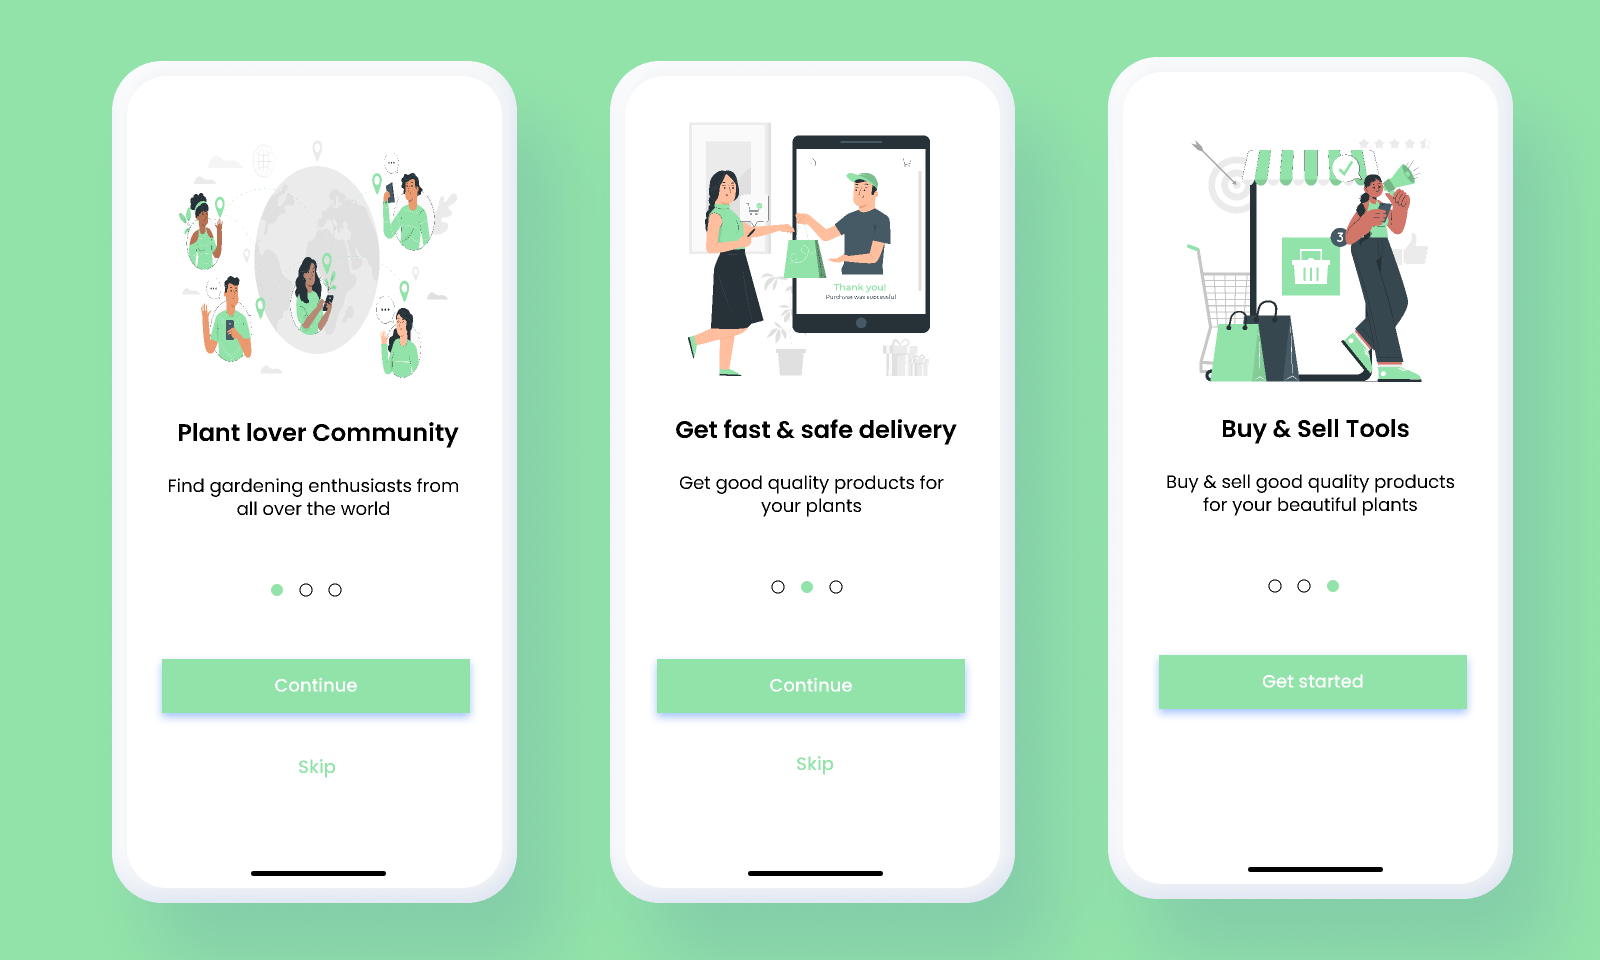 Plant lover Community
Find gardening enthusiasts from
all over the world
Continue
Skip
Thank you!
Purchase was successful
Get fast & safe delivery
Get good quality products for
your plants
Continue
Skip
3
Buy & Sell Tools
Buy & sell good quality products
for your beautiful plants
Get started